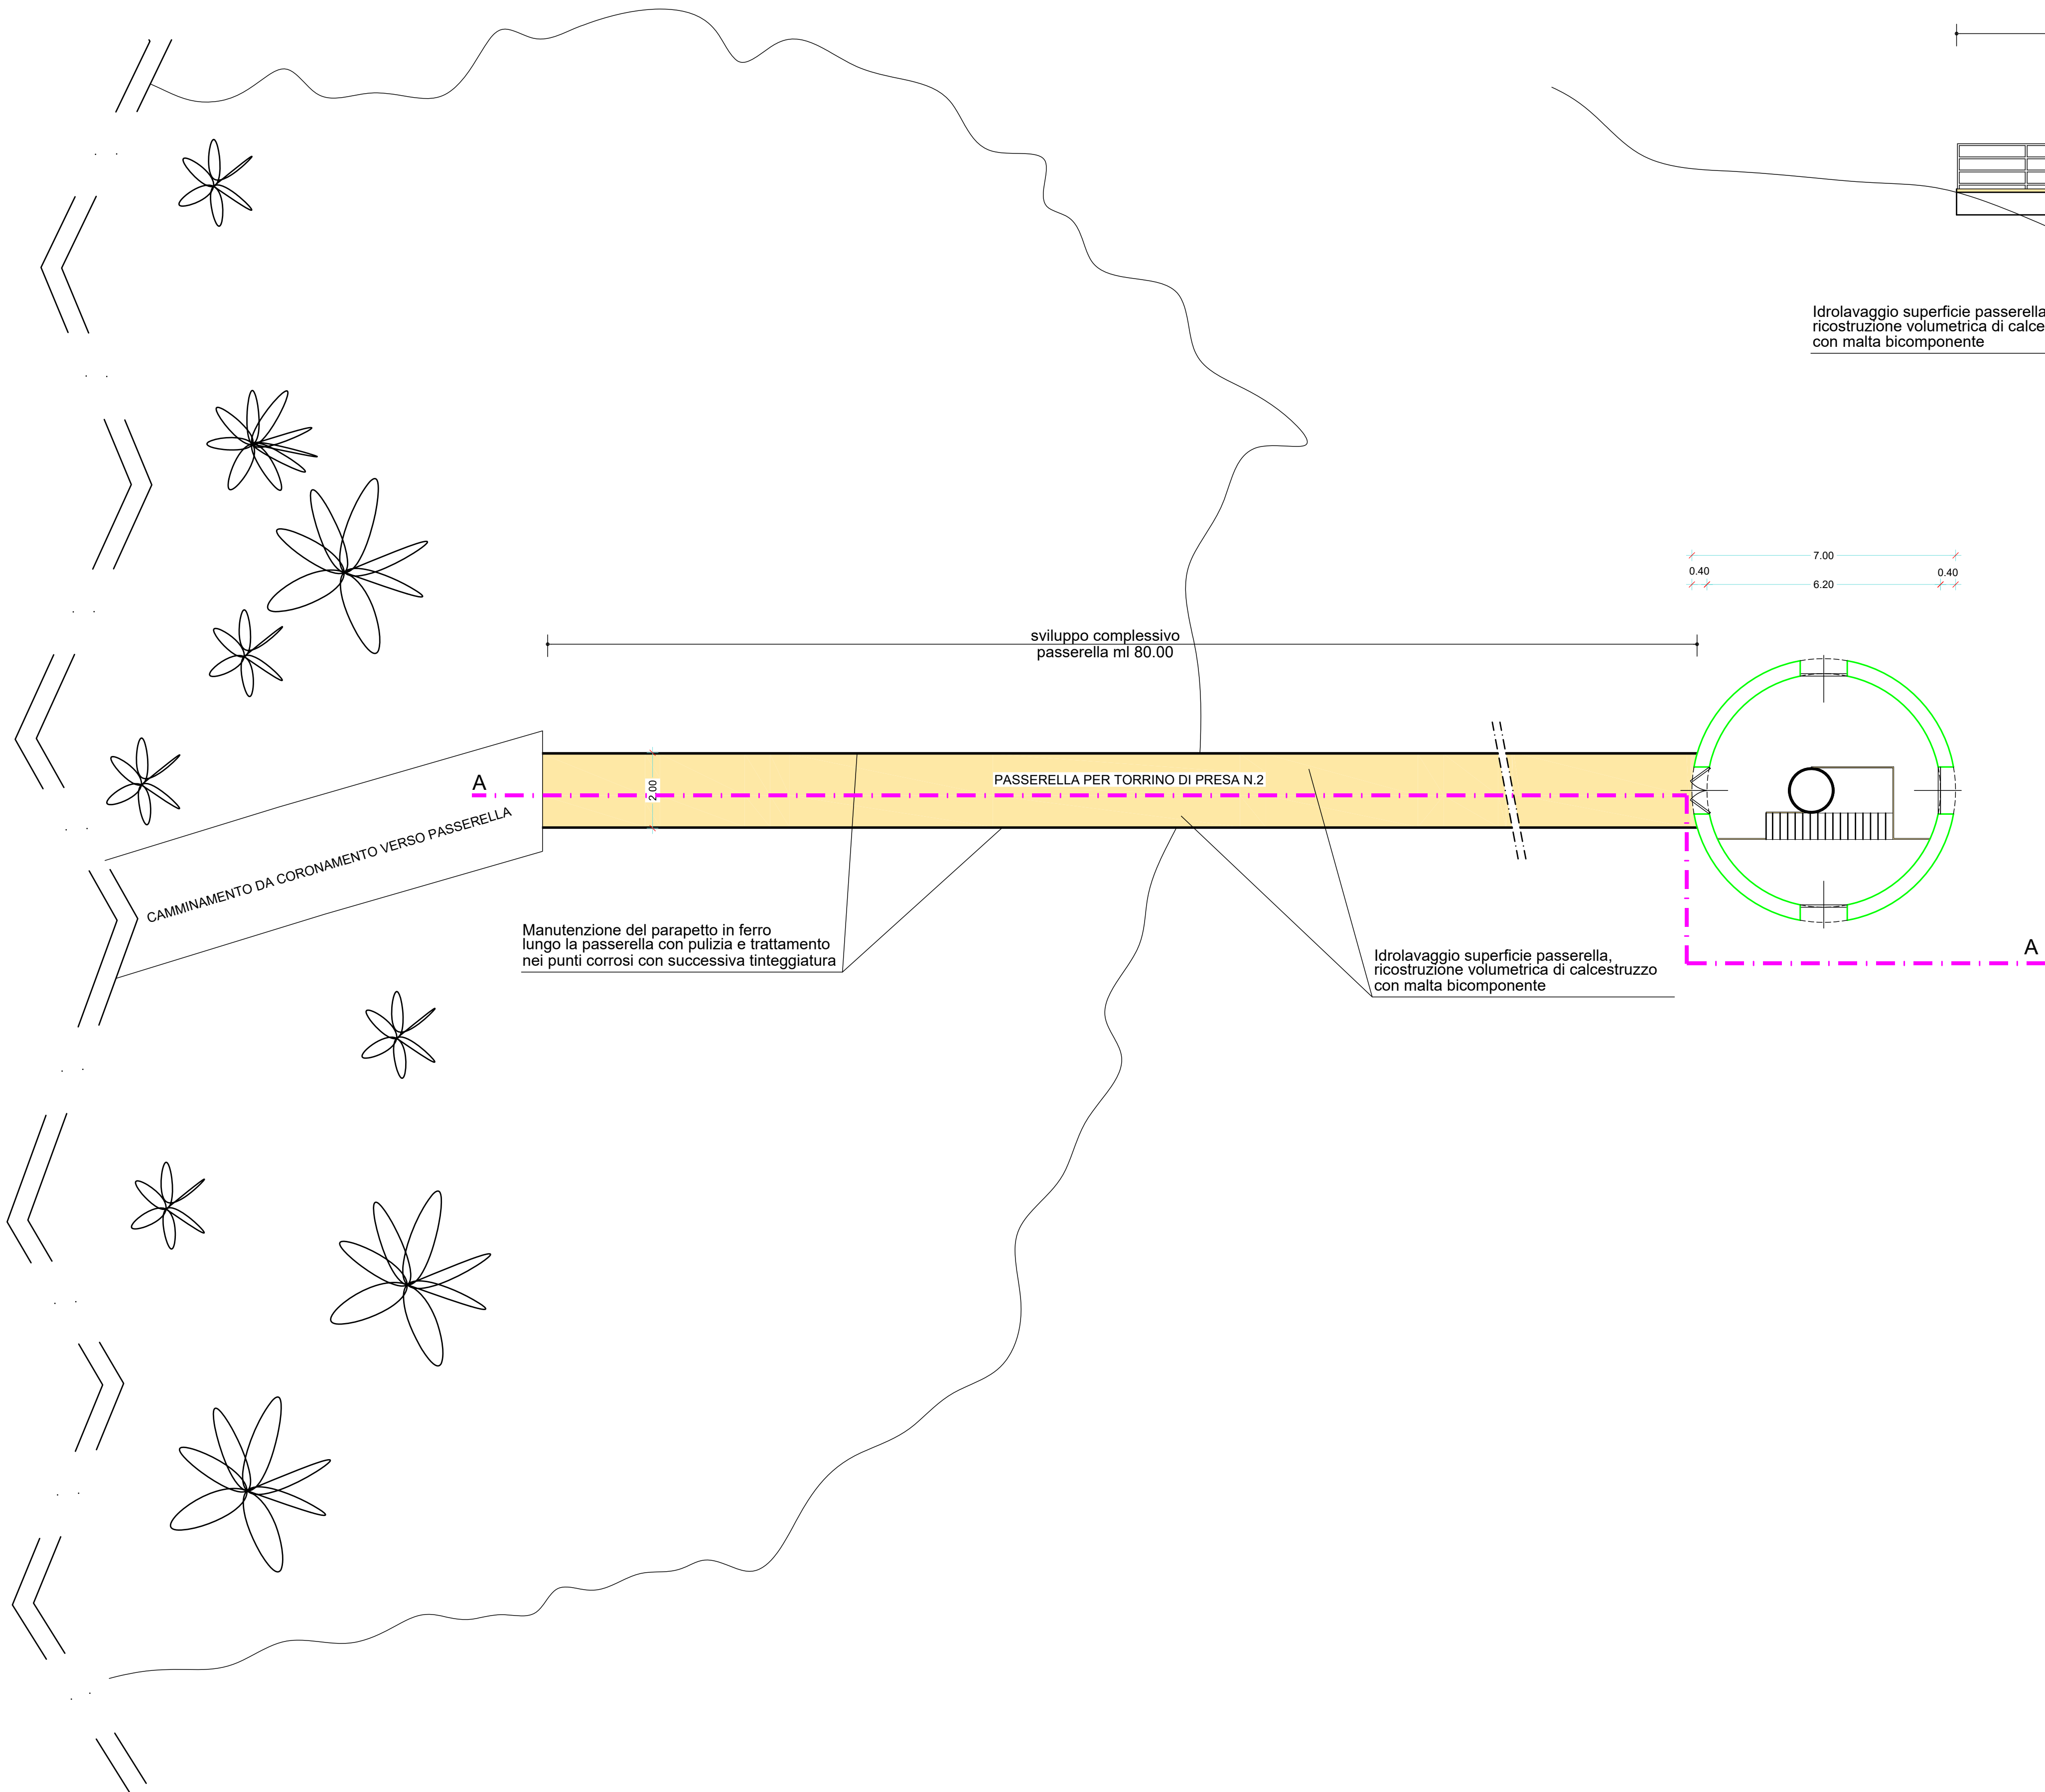 Idrolavaggio superficie passerella
ricostruzione volumetrica di calce
con malta bicomponente
7.00
0.40
6.20
0.40
sviluppo complessivo
passerella ml 80.00
A
2.00
PASSERELLA PER TORRINO DI PRESA N.2
CAMMINAMENTO DA CORONAMENTO VERSO PASSERELLA
Manutenzione del parapetto in ferro
lungo la passerella con pulizia e trattamento
nei punti corrosi con successiva tinteggiatura
Idrolavaggio superficie passerella,
ricostruzione volumetrica di calcestruzzo
con malta bicomponente
A